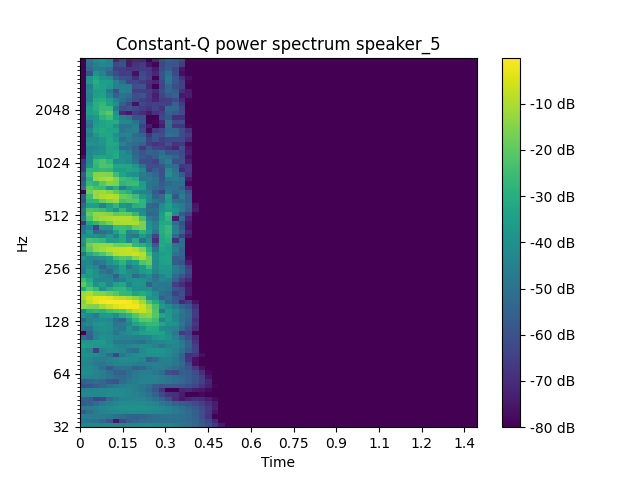 Constant-Q power spectrum speaker_5
Hz
2048
1024
512
256
128
64
32
0 0.15 0.3 0.45 0.6 0.75 0.9 1.1 1.2 1.4
Time
-10 dB
-20 dB
-30 dB
-40 dB
-50 dB
-60 dB
-70 dB
-80 dB